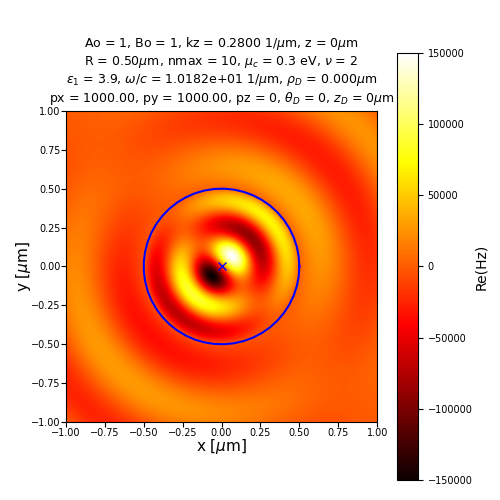 Ao = 1, Bo = 1, kz = 0.2800 1/μm, z = 0μm
R = 0.50μm, nmax = 10, μc = 0.3 eV, ν = 2
ε1 = 3.9, ω/c = 1.0182e+01 1/μm, ρD = 0.000μm
px = 1000.00, py = 1000.00, pz = 0, θD = 0, zD = 0μm
1.00
0.75
0.50
0.25
0.00
−0.25
−0.50
−0.75
−1.00
y [μm]
−1.00 −0.75 −0.50 −0.25 0.00 0.25 0.50 0.75 1.00
x [μm]
150000
100000
50000
0
−50000
−100000
−150000
Re(Hz)